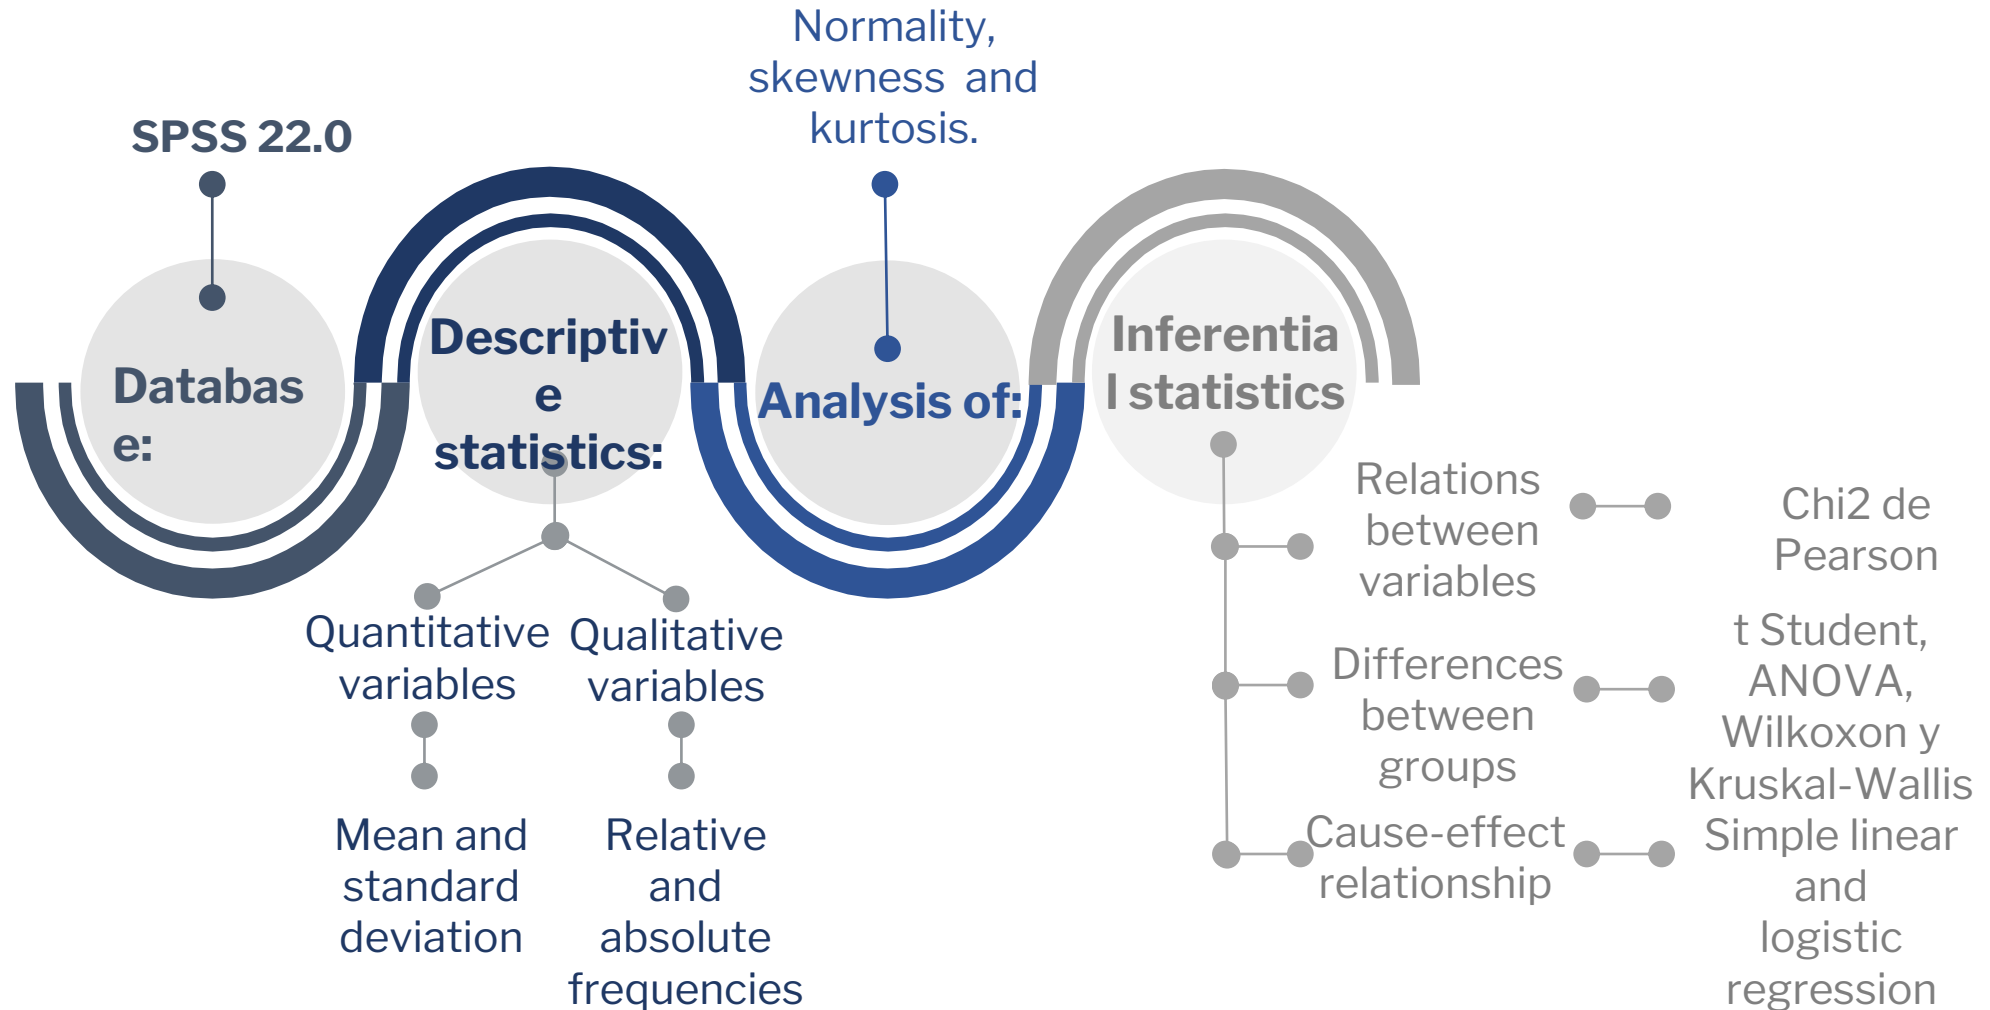 SPSS 22.0
Databas
e:
Descriptiv
e
statistics:
Quantitative
variables
Mean and
standard
deviation
Qualitative
variables
Relative
and
absolute
frequencies
Normality,
skewness and
kurtosis.
Analysis of:
Inferentia
l statistics
Relations
between
variables
Chi2 de
Pearson
Differences
between
groups
t Student,
ANOVA,
Wilkoxon y
Kruskal-Wallis
Cause-effect
relationship
Simple linear
and
logistic
regression